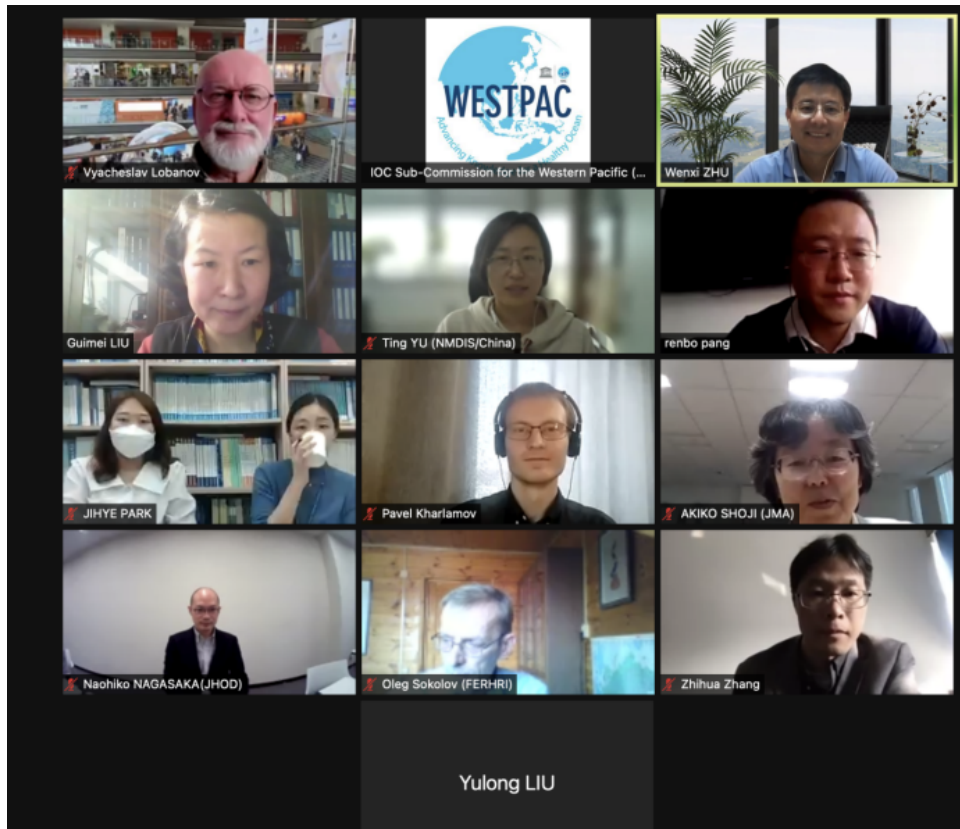 Vyacheslav Lobanov
WESTPAC
IOC Sub-Commission for the Western Pacific (...
Wenxi ZHU
Guimei LIU
Ting YU (NMDIS/China)
renbo pang
JIHYE PARK
Pavel Kharlamov
AKIKO SHOJI (JMA)
Naohiko NAGASAKA(JHOD)
Oleg Sokolov (FERHRI)
Zhihua Zhang
Yulong LIU